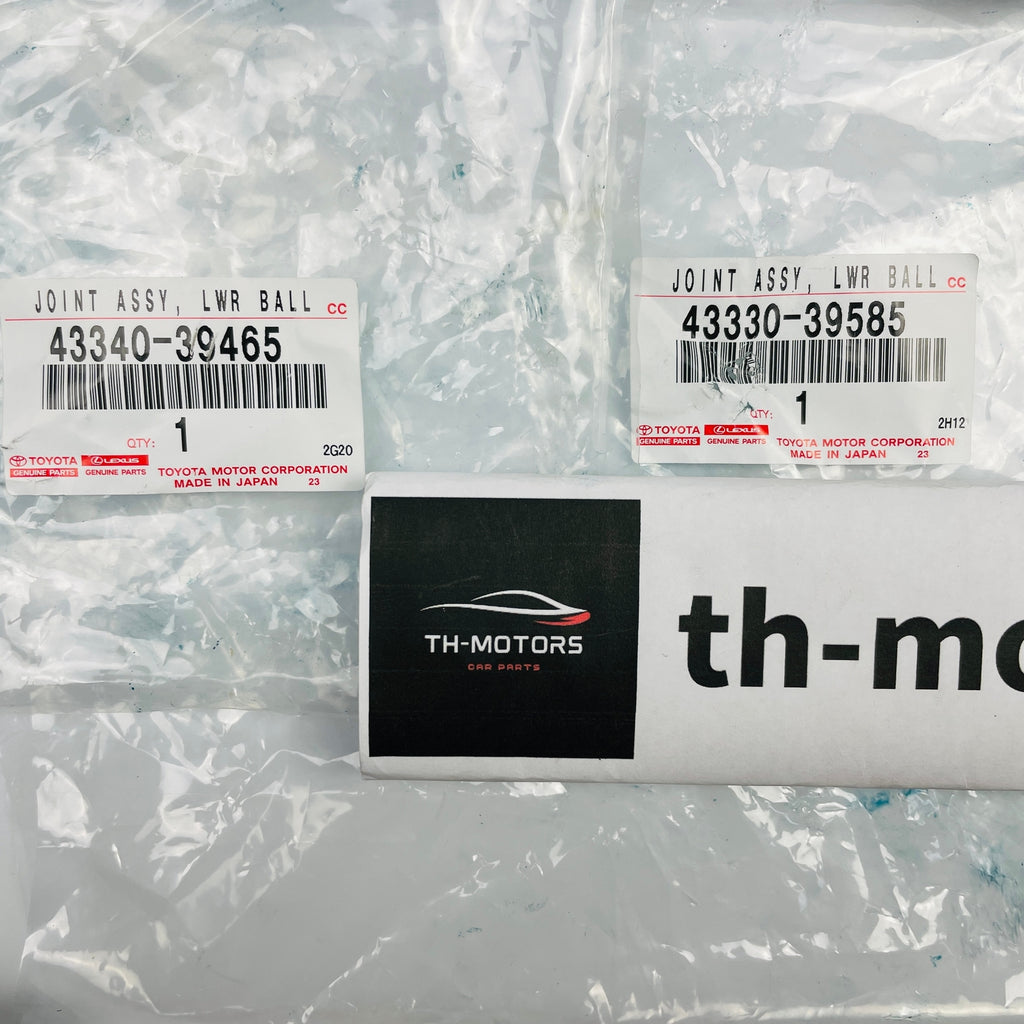 JOINT ASSY, LWR BALL CC
43340-39465
QTY: 1
2G20
TOYOTA LEXUS
GENUINE PARTS GENUINE PARTS
TOYOTA MOTOR CORPORATION
MADE IN JAPAN 23
JOINT ASSY, LWR BALL CC
43330-39585
QTY: 1
2H12
TOYOTA LEXUS
GENUINE PARTS GENUINE PARTS
TOYOTA MOTOR CORPORATION
MADE IN JAPAN 23
TH-MOTORS
CAR PARTS
th-mo